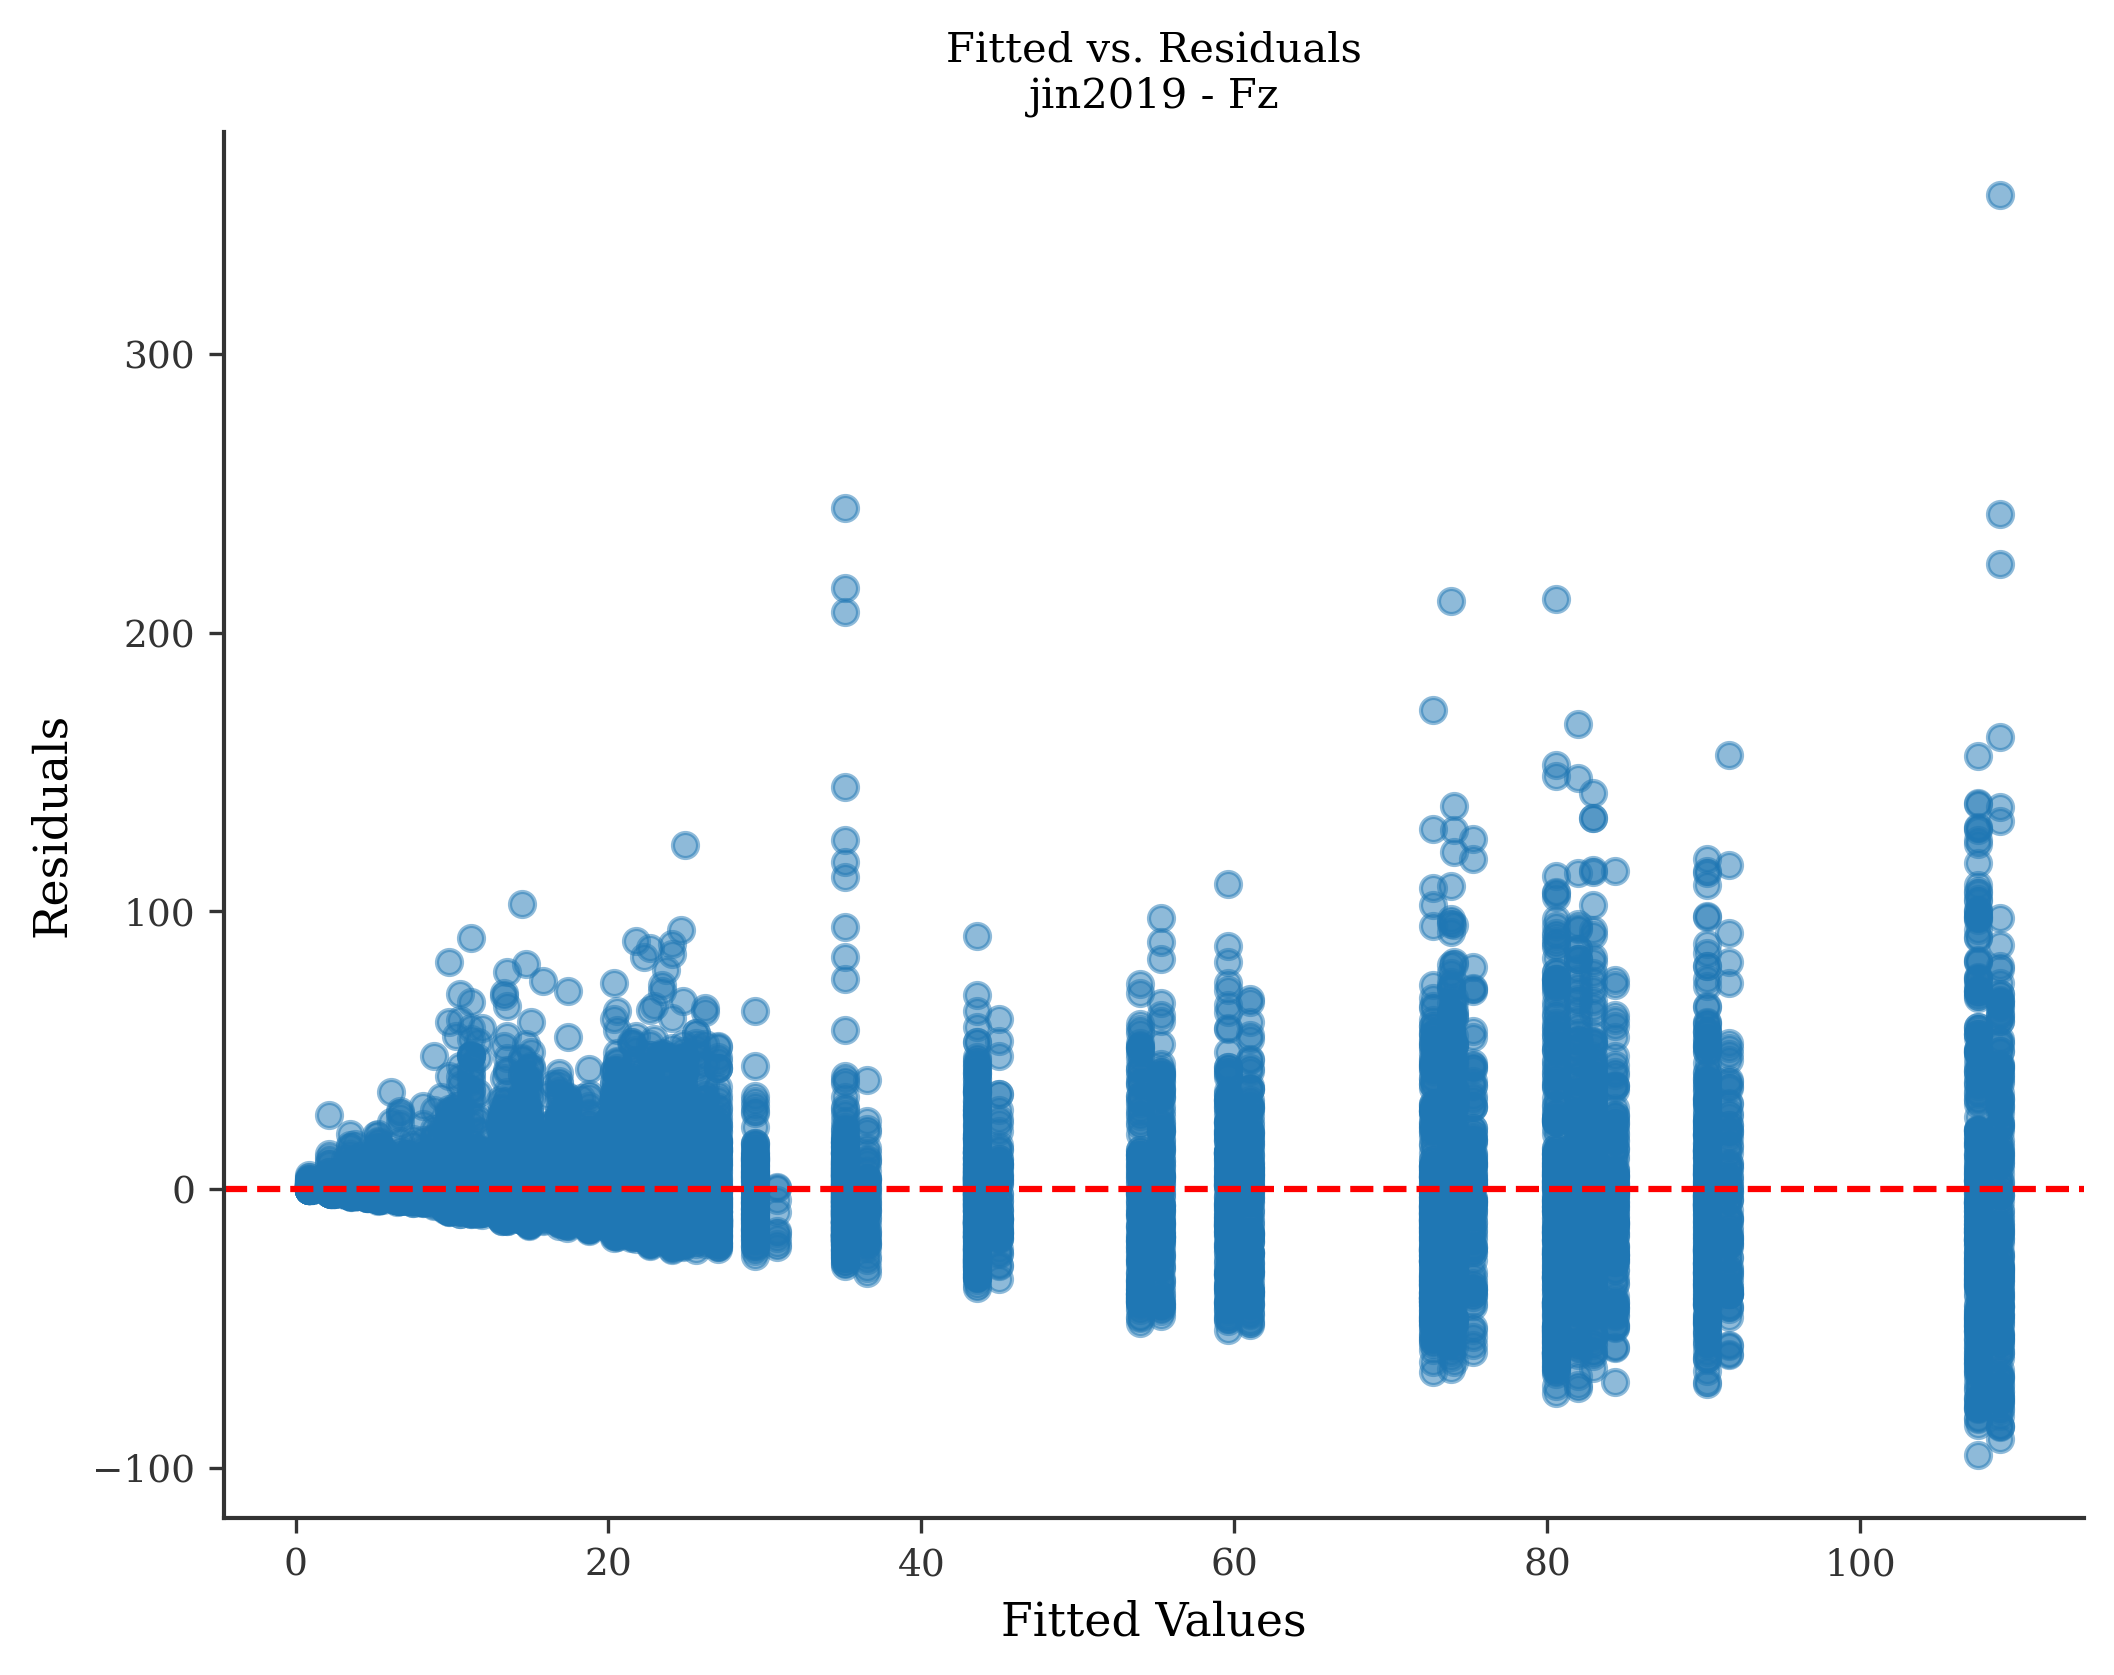 Fitted vs. Residuals
jin2019 - Fz
Residuals
300
200
100
0
−100
0 20 40 60 80 100
Fitted Values